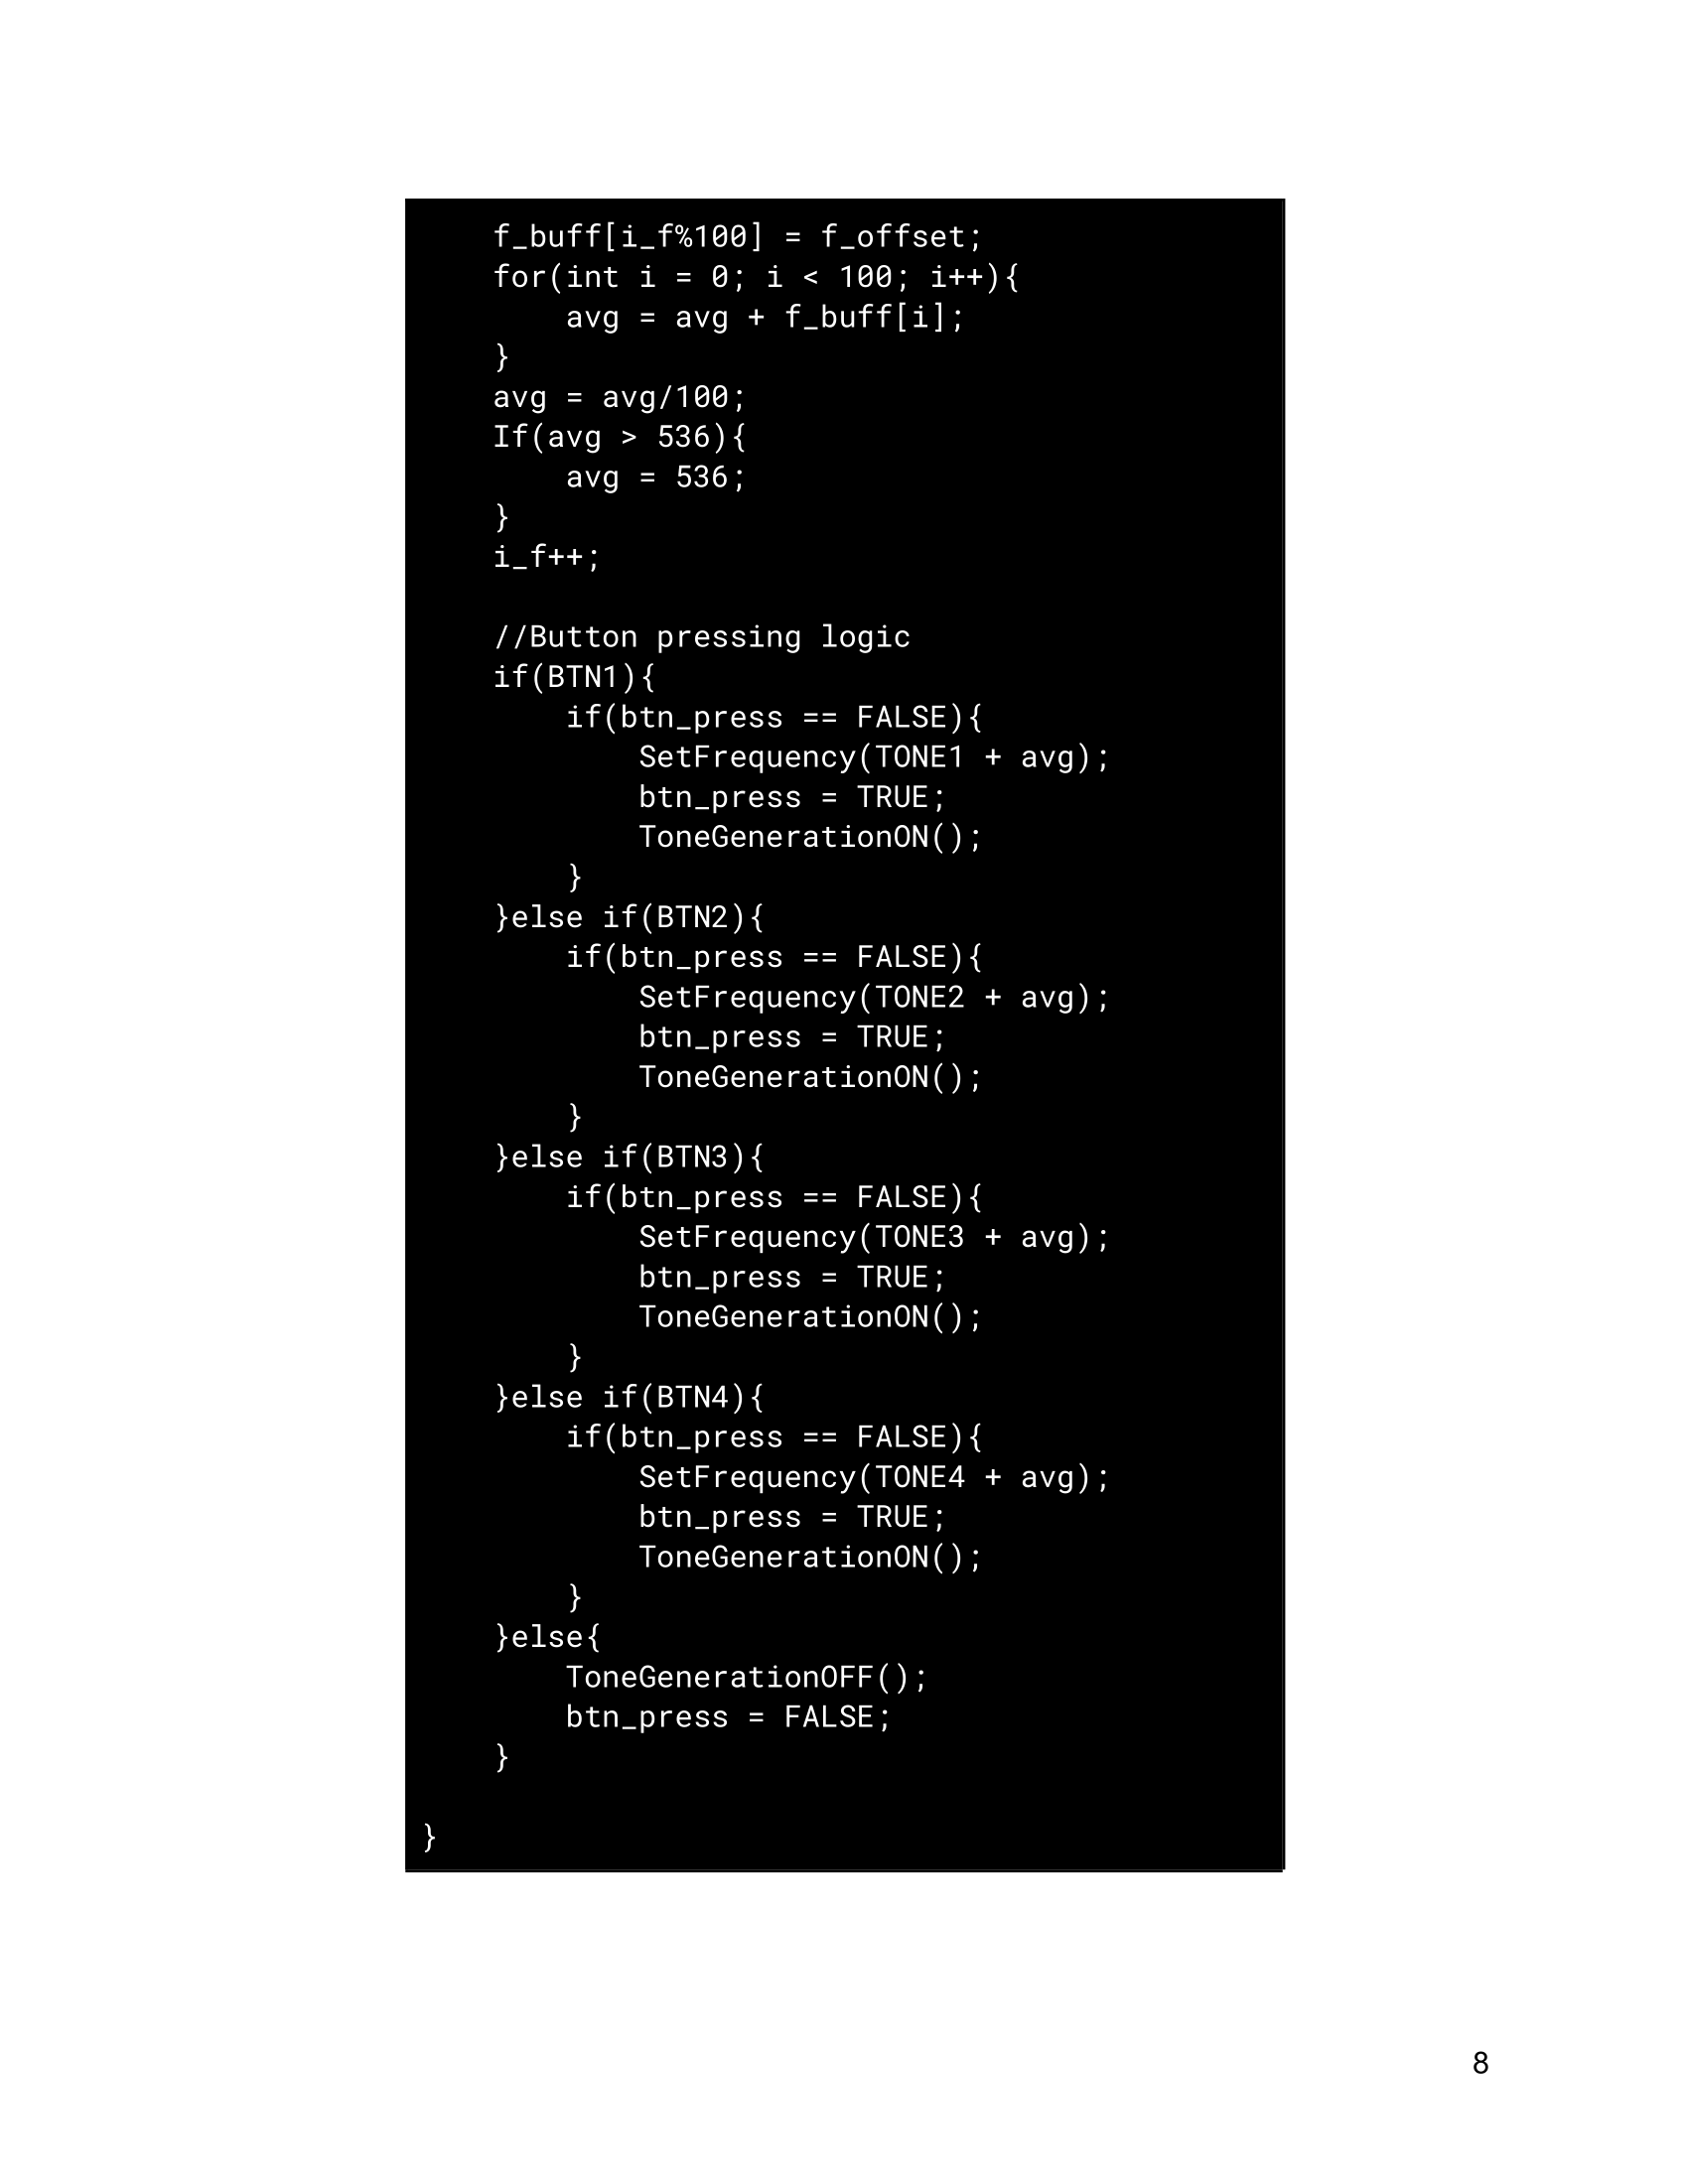 f_buff[i_f%100] = f_offset;
    for(int i = 0; i < 100; i++){
        avg = avg + f_buff[i];
    }
    avg = avg/100;
    If(avg > 536){
        avg = 536;
    }
    i_f++;

    //Button pressing logic
    if(BTN1){
        if(btn_press == FALSE){
            SetFrequency(TONE1 + avg);
            btn_press = TRUE;
            ToneGenerationON();
        }
    }else if(BTN2){
        if(btn_press == FALSE){
            SetFrequency(TONE2 + avg);
            btn_press = TRUE;
            ToneGenerationON();
        }
    }else if(BTN3){
        if(btn_press == FALSE){
            SetFrequency(TONE3 + avg);
            btn_press = TRUE;
            ToneGenerationON();
        }
    }else if(BTN4){
        if(btn_press == FALSE){
            SetFrequency(TONE4 + avg);
            btn_press = TRUE;
            ToneGenerationON();
        }
    }else{
        ToneGenerationOFF();
        btn_press = FALSE;
    }

}
8